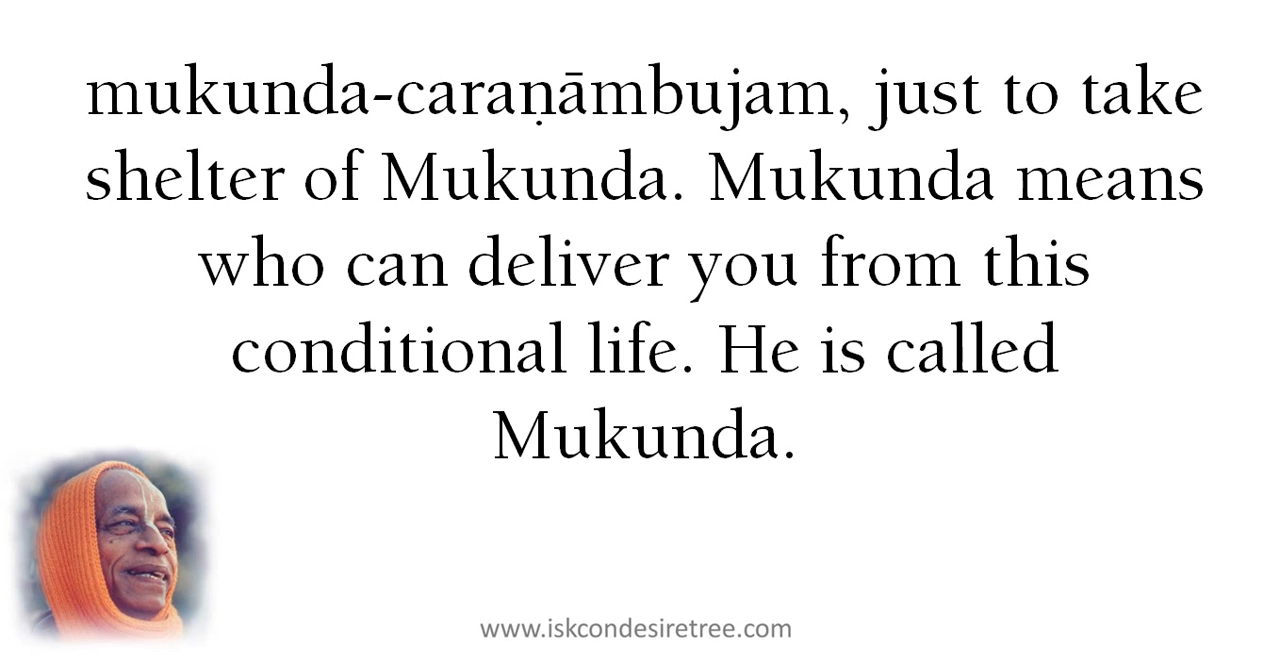 mukunda-caraṇāmbujam, just to take
shelter of Mukunda. Mukunda means
who can deliver you from this
conditional life. He is called
Mukunda.
www.iskcondesiretree.com